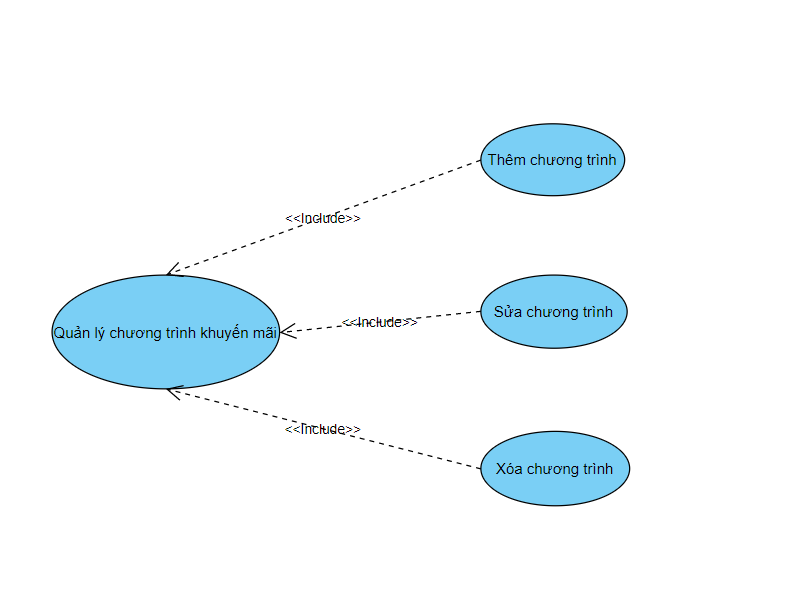 Thêm chương trình
<<Include>>
Sửa chương trình
<<Include>>
Quản lý chương trình khuyến mãi
<<Include>>
Xóa chương trình